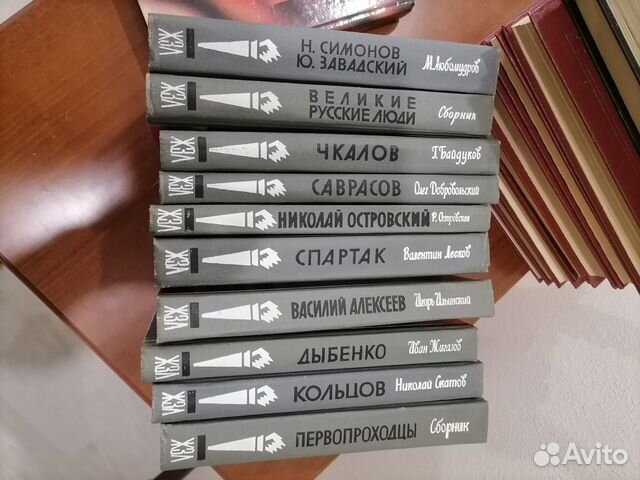 ЖЗЛ
Н. СИМОНОВ
Ю. ЗАВАДСКИЙ
М. Любомудров
ЖЗЛ
ВЕЛИКИЕ
РУССКИЕ ЛЮДИ
Сборник
ЖЗЛ
ЧКАЛОВ
Г. Байдуков
ЖЗЛ
САВРАСОВ
Олег Добровольский
ЖЗЛ
НИКОЛАЙ ОСТРОВСКИЙ
Р. Островская
ЖЗЛ
СПАРТАК
Валентин Лесков
ЖЗЛ
ВАСИЛИЙ АЛЕКСЕЕВ
Игорь Ильинский
ЖЗЛ
ДЫБЕНКО
Иван Жигалов
ЖЗЛ
КОЛЬЦОВ
Николай Скатов
ЖЗЛ
ПЕРВОПРОХОДЦЫ
Сборник
Avito